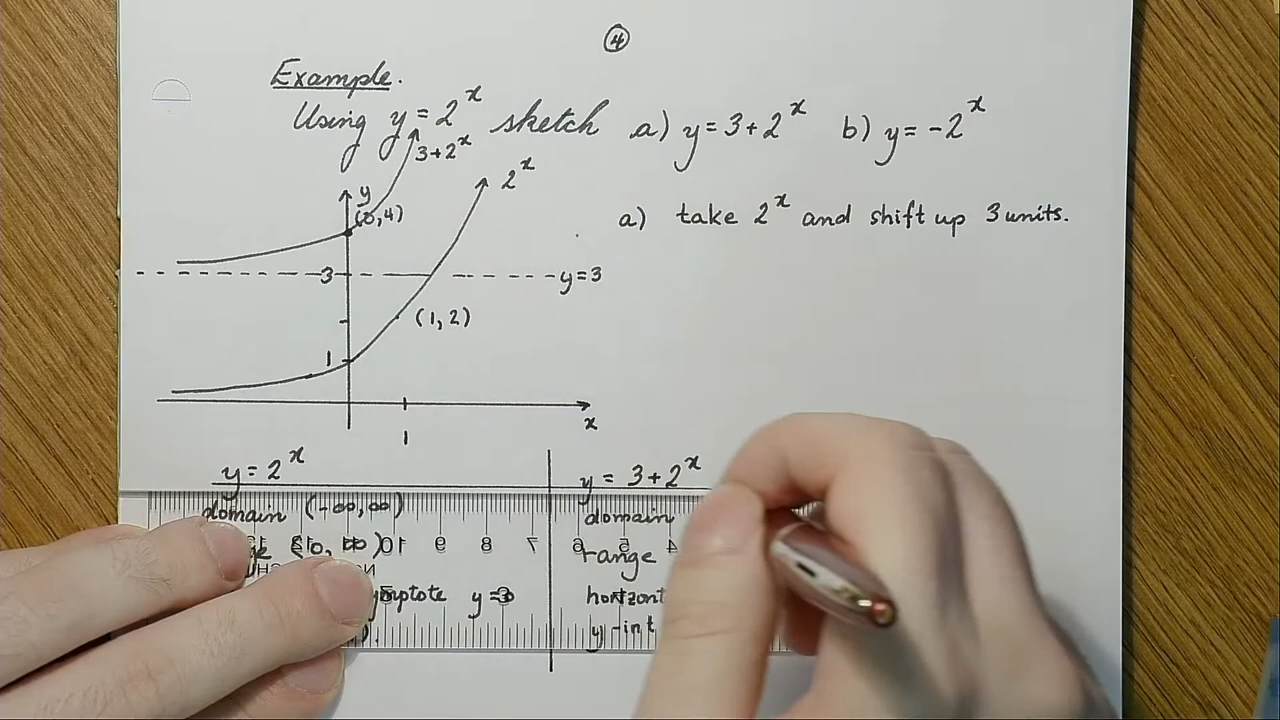 4
Example.
Using y = 2^x sketch a) y = 3 + 2^x b) y = -2^x
3+2^x
2^x
y
(0,4)
a) take 2^x and shift up 3 units.
3
y=3
(1,2)
1
x
1
y = 2^x
y = 3 + 2^x
domain (-∞,∞)
domain
range
horizont
y=0
y-int